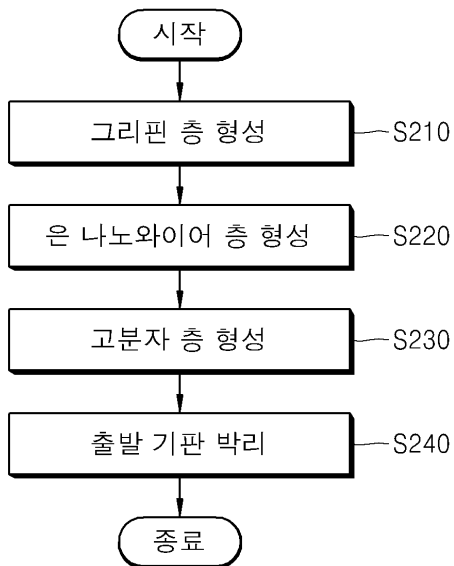 시작
그리핀 층 형성 S210
은 나노와이어 층 형성 S220
고분자 층 형성 S230
출발 기판 박리 S240
종료